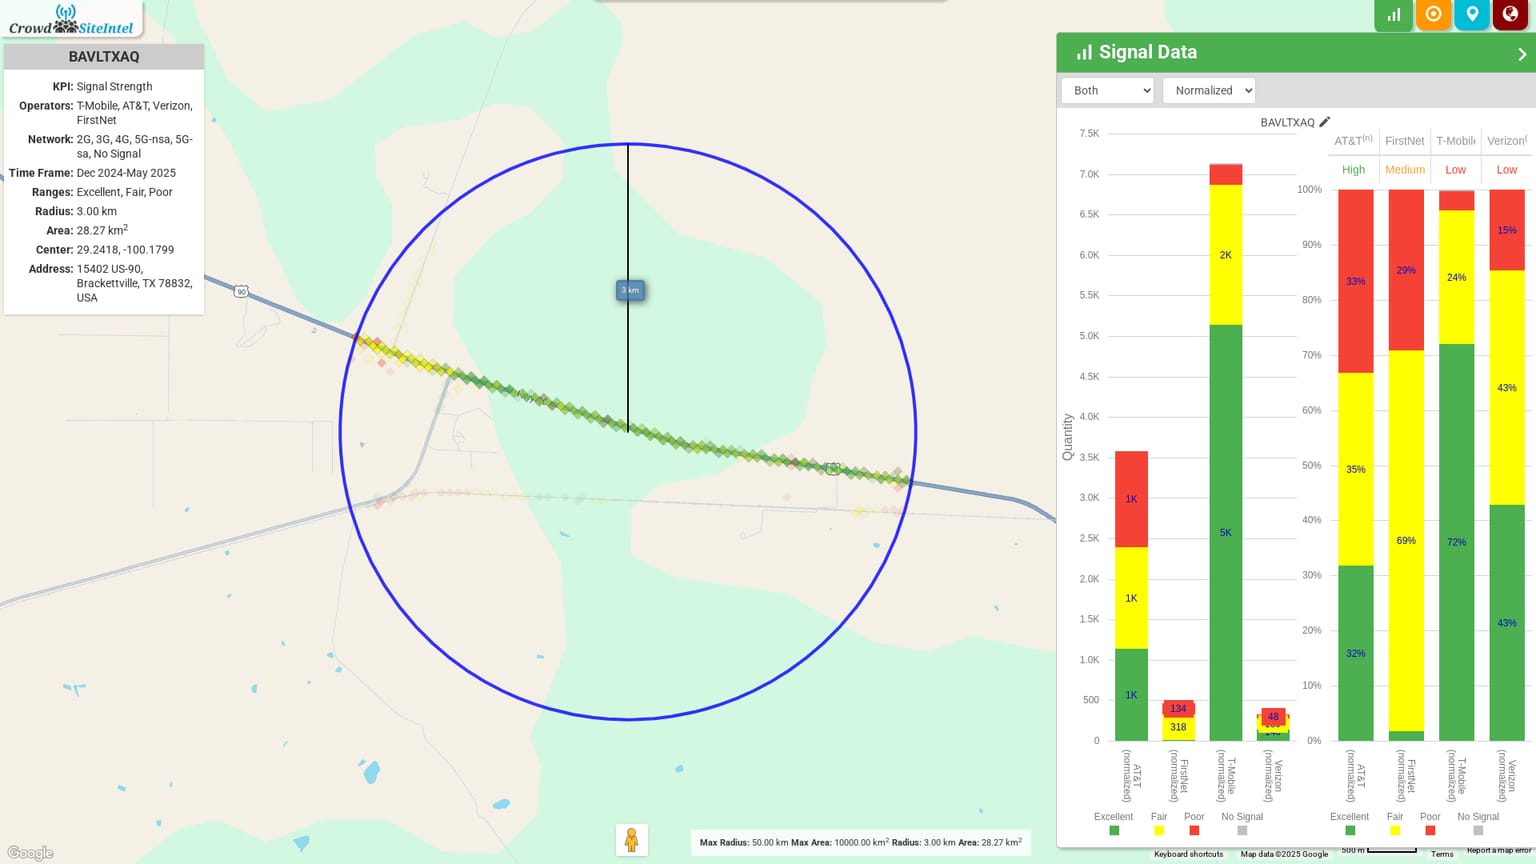 Crowd SiteIntel
BAVLTXAQ
KPI: Signal Strength
Operators: T-Mobile, AT&T, Verizon,
FirstNet
Network: 2G, 3G, 4G, 5G-nsa, 5G-
sa, No Signal
Time Frame: Dec 2024-May 2025
Ranges: Excellent, Fair, Poor
Radius: 3.00 km
Area: 28.27 km2
Center: 29.2418, -100.1799
Address: 15402 US-90,
Brackettville, TX 78832,
USA
90
3 km
Google
Max Radius: 50.00 km Max Area: 10000.00 km2 Radius: 3.00 km Area: 28.27 km2
Signal Data
Both
Normalized
BAVLTXAQ
7.5K
7.0K
6.5K
6.0K
5.5K
5.0K
4.5K
4.0K
3.5K
3.0K
2.5K
2.0K
1.5K
1.0K
500
0
Quantity
1K
1K
1K
134
318
2K
5K
48
AT&T (normalized)
FirstNet (normalized)
T-Mobile (normalized)
Verizon (normalized)
Excellent Fair Poor No Signal
AT&T(n) FirstNet T-Mobile Verizon(
High Medium Low Low
100%
90%
80%
70%
60%
50%
40%
30%
20%
10%
0%
33%
35%
32%
29%
69%
24%
72%
15%
43%
43%
AT&T (normalized)
FirstNet (normalized)
T-Mobile (normalized)
Verizon (normalized)
Excellent Fair Poor No Signal
Keyboard shortcuts Map data ©2025 Google 500 m Terms Report a map error